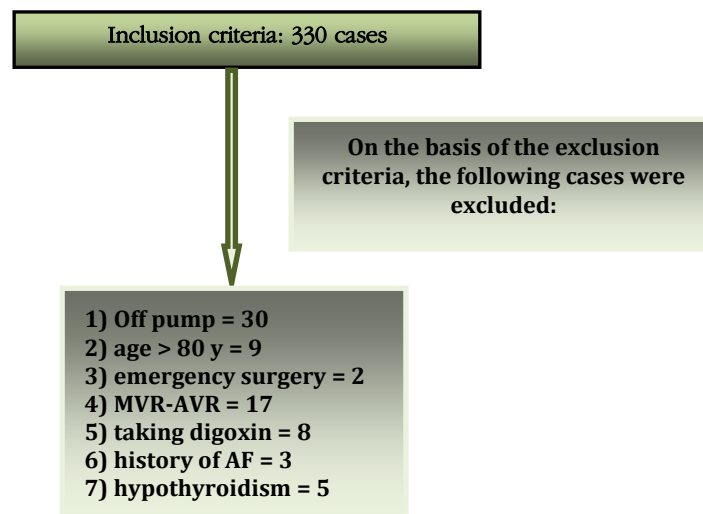 Inclusion criteria: 330 cases
On the basis of the exclusion
criteria, the following cases were
excluded:
1) Off pump = 30
2) age > 80 y = 9
3) emergency surgery = 2
4) MVR-AVR = 17
5) taking digoxin = 8
6) history of AF = 3
7) hypothyroidism = 5